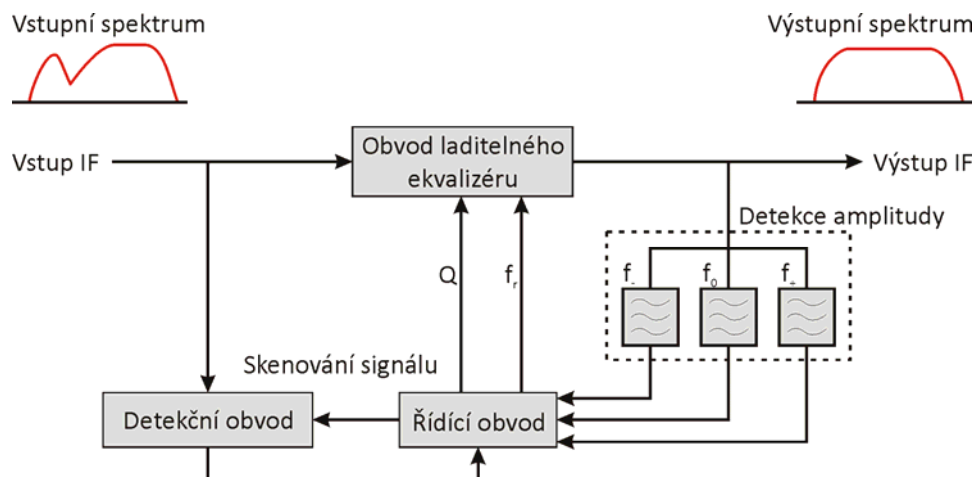 Vstupní spektrum
Výstupní spektrum
Vstup IF
Obvod laditelného
ekvalizéru
Výstup IF
Detekce amplitudy
f-
f0
f+
Q
fr
Skenování signálu
Detekční obvod
Řídící obvod